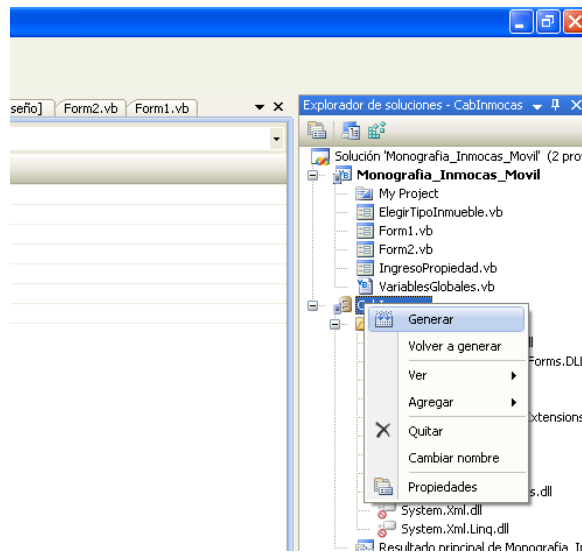 seño]
Form2.vb
Form1.vb
Explorador de soluciones - CabInmocas
Solución 'Monografia_Inmocas_Movil' (2 pro
Monografia_Inmocas_Movil
My Project
ElegirTipoInmueble.vb
Form1.vb
Form2.vb
IngresoPropiedad.vb
VariablesGlobales.vb
Generar
Volver a generar
Forms.DLL
Ver
Agregar
Extensions
Quitar
Cambiar nombre
Propiedades
s.dll
System.Xml.dll
System.Xml.Linq.dll
Resultado principal de Monografia_I